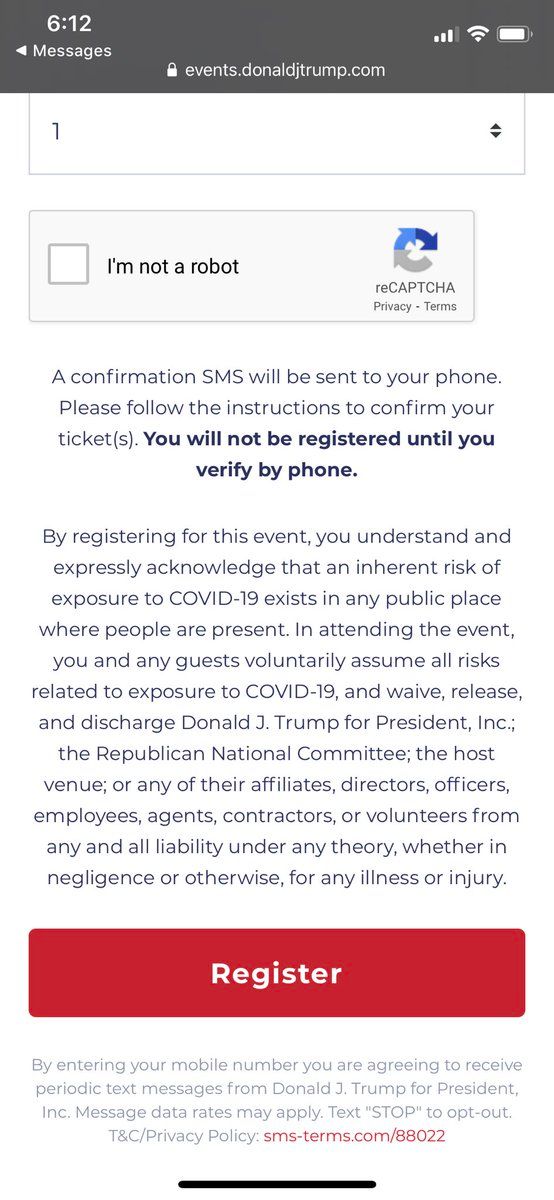 6:12
◀ Messages
events.donaldjtrump.com
1
I'm not a robot
reCAPTCHA
Privacy - Terms
A confirmation SMS will be sent to your phone.
Please follow the instructions to confirm your
ticket(s). You will not be registered until you
verify by phone.
By registering for this event, you understand and
expressly acknowledge that an inherent risk of
exposure to COVID-19 exists in any public place
where people are present. In attending the event,
you and any guests voluntarily assume all risks
related to exposure to COVID-19, and waive, release,
and discharge Donald J. Trump for President, Inc.;
the Republican National Committee; the host
venue; or any of their affiliates, directors, officers,
employees, agents, contractors, or volunteers from
any and all liability under any theory, whether in
negligence or otherwise, for any illness or injury.
Register
By entering your mobile number you are agreeing to receive
periodic text messages from Donald J. Trump for President,
Inc. Message data rates may apply. Text "STOP" to opt-out.
T&C/Privacy Policy: sms-terms.com/88022